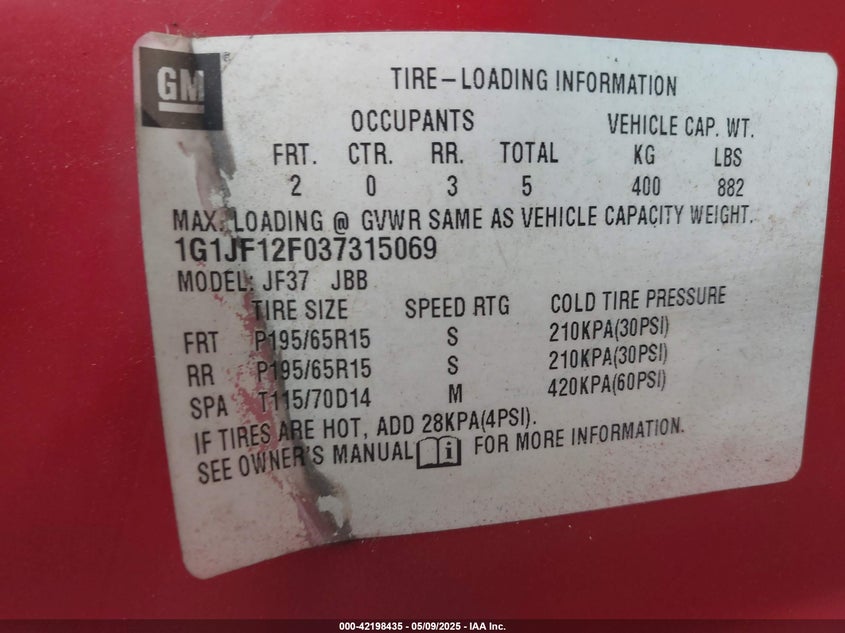 GM
TIRE-LOADING INFORMATION
OCCUPANTS VEHICLE CAP. WT.
FRT. CTR. RR. TOTAL KG LBS
2 0 3 5 400 882
MAX. LOADING @ GVWR SAME AS VEHICLE CAPACITY WEIGHT.
1G1JF12F037315069
MODEL: JF37 JBB
TIRE SIZE SPEED RTG COLD TIRE PRESSURE
FRT P195/65R15 S 210KPA(30PSI)
RR P195/65R15 S 210KPA(30PSI)
SPA T115/70D14 M 420KPA(60PSI)
IF TIRES ARE HOT, ADD 28KPA(4PSI).
SEE OWNER'S MANUAL i FOR MORE INFORMATION.
000-42198435 - 05/09/2025 - IAA Inc.